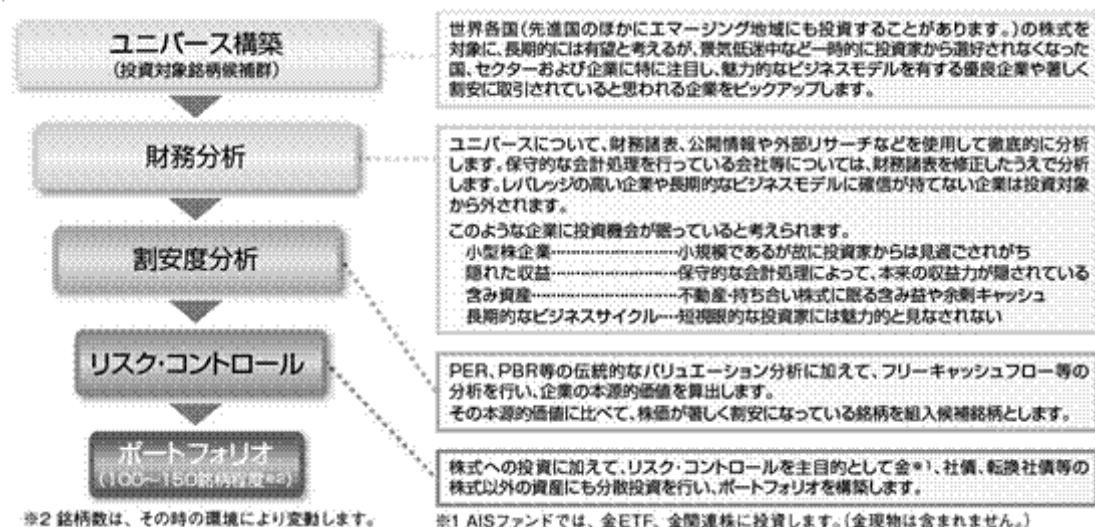 ユニバース構築
(投資対象銘柄候補群)
世界各国(先進国のほかにエマージング地域にも投資することがあります。)の株式を
対象に、長期的には有望と考えるが、景気低迷中など一時的に投資家から選好されなくなった
国、セクターおよび企業に特に注目し、魅力的なビジネスモデルを有する優良企業や著しく
割安に取引されていると思われる企業をピックアップします。
財務分析
ユニバースについて、財務諸表、公開情報や外部リサーチなどを使用して徹底的に分析
します。保守的な会計処理を行っている会社等については、財務諸表を修正したうえで分析
します。レバレッジの高い企業や長期的なビジネスモデルに確信が持てない企業は投資対象
から外されます。
このような企業に投資機会が眠っていると考えられます。
小型株企業……………………小規模であるが故に投資家からは見過ごされがち
隠れた収益……………………保守的な会計処理によって、本来の収益力が隠されている
含み資産………………………不動産・持ち合い株式に眠る含み益や余剰キャッシュ
長期的なビジネスサイクル…短視眼的な投資家には魅力的と見なされない
割安度分析
PER、PBR等の伝統的なバリュエーション分析に加えて、フリーキャッシュフロー等の
分析を行い、企業の本源的価値を算出します。
その本源的価値に比べて、株価が著しく割安になっている銘柄を組入候補銘柄とします。
リスク・コントロール
株式への投資に加えて、リスク・コントロールを主目的として金※1、社債、転換社債等の
株式以外の資産にも分散投資を行い、ポートフォリオを構築します。
ポートフォリオ
(100~150銘柄程度※2)
※2 銘柄数は、その時の環境により変動します。
※1 AISファンドでは、金ETF、金関連株に投資します。(金現物は含まれません。)